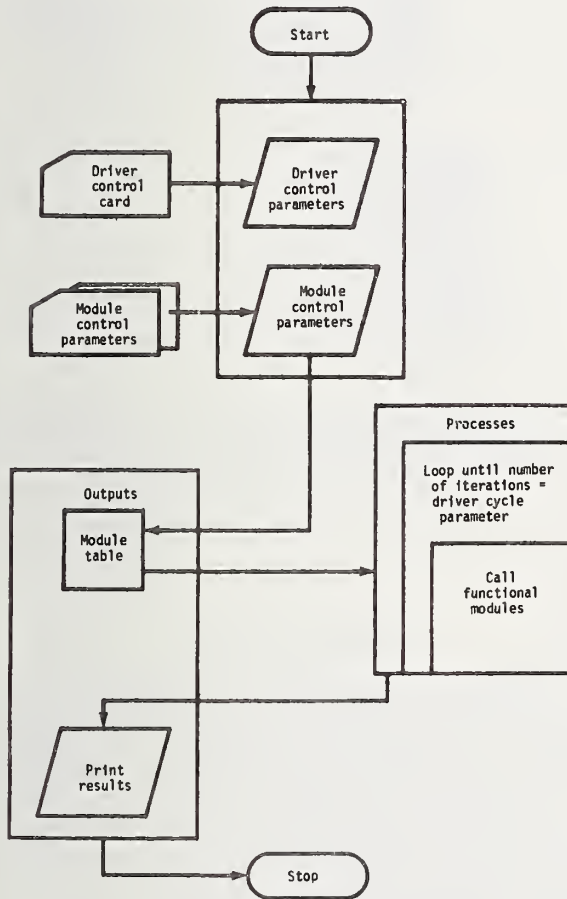 Start
Driver
control
card
Driver
control
parameters
Module
control
parameters
Module
control
parameters
Processes
Loop until number
of iterations =
driver cycle
parameter
Call
functional
modules
Outputs
Module
table
Print
results
Stop